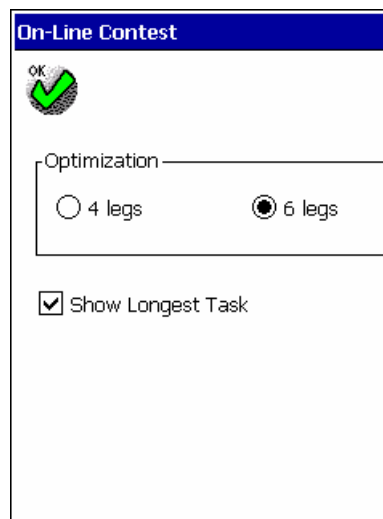 On-Line Contest
OK
Optimization
4 legs 6 legs
Show Longest Task